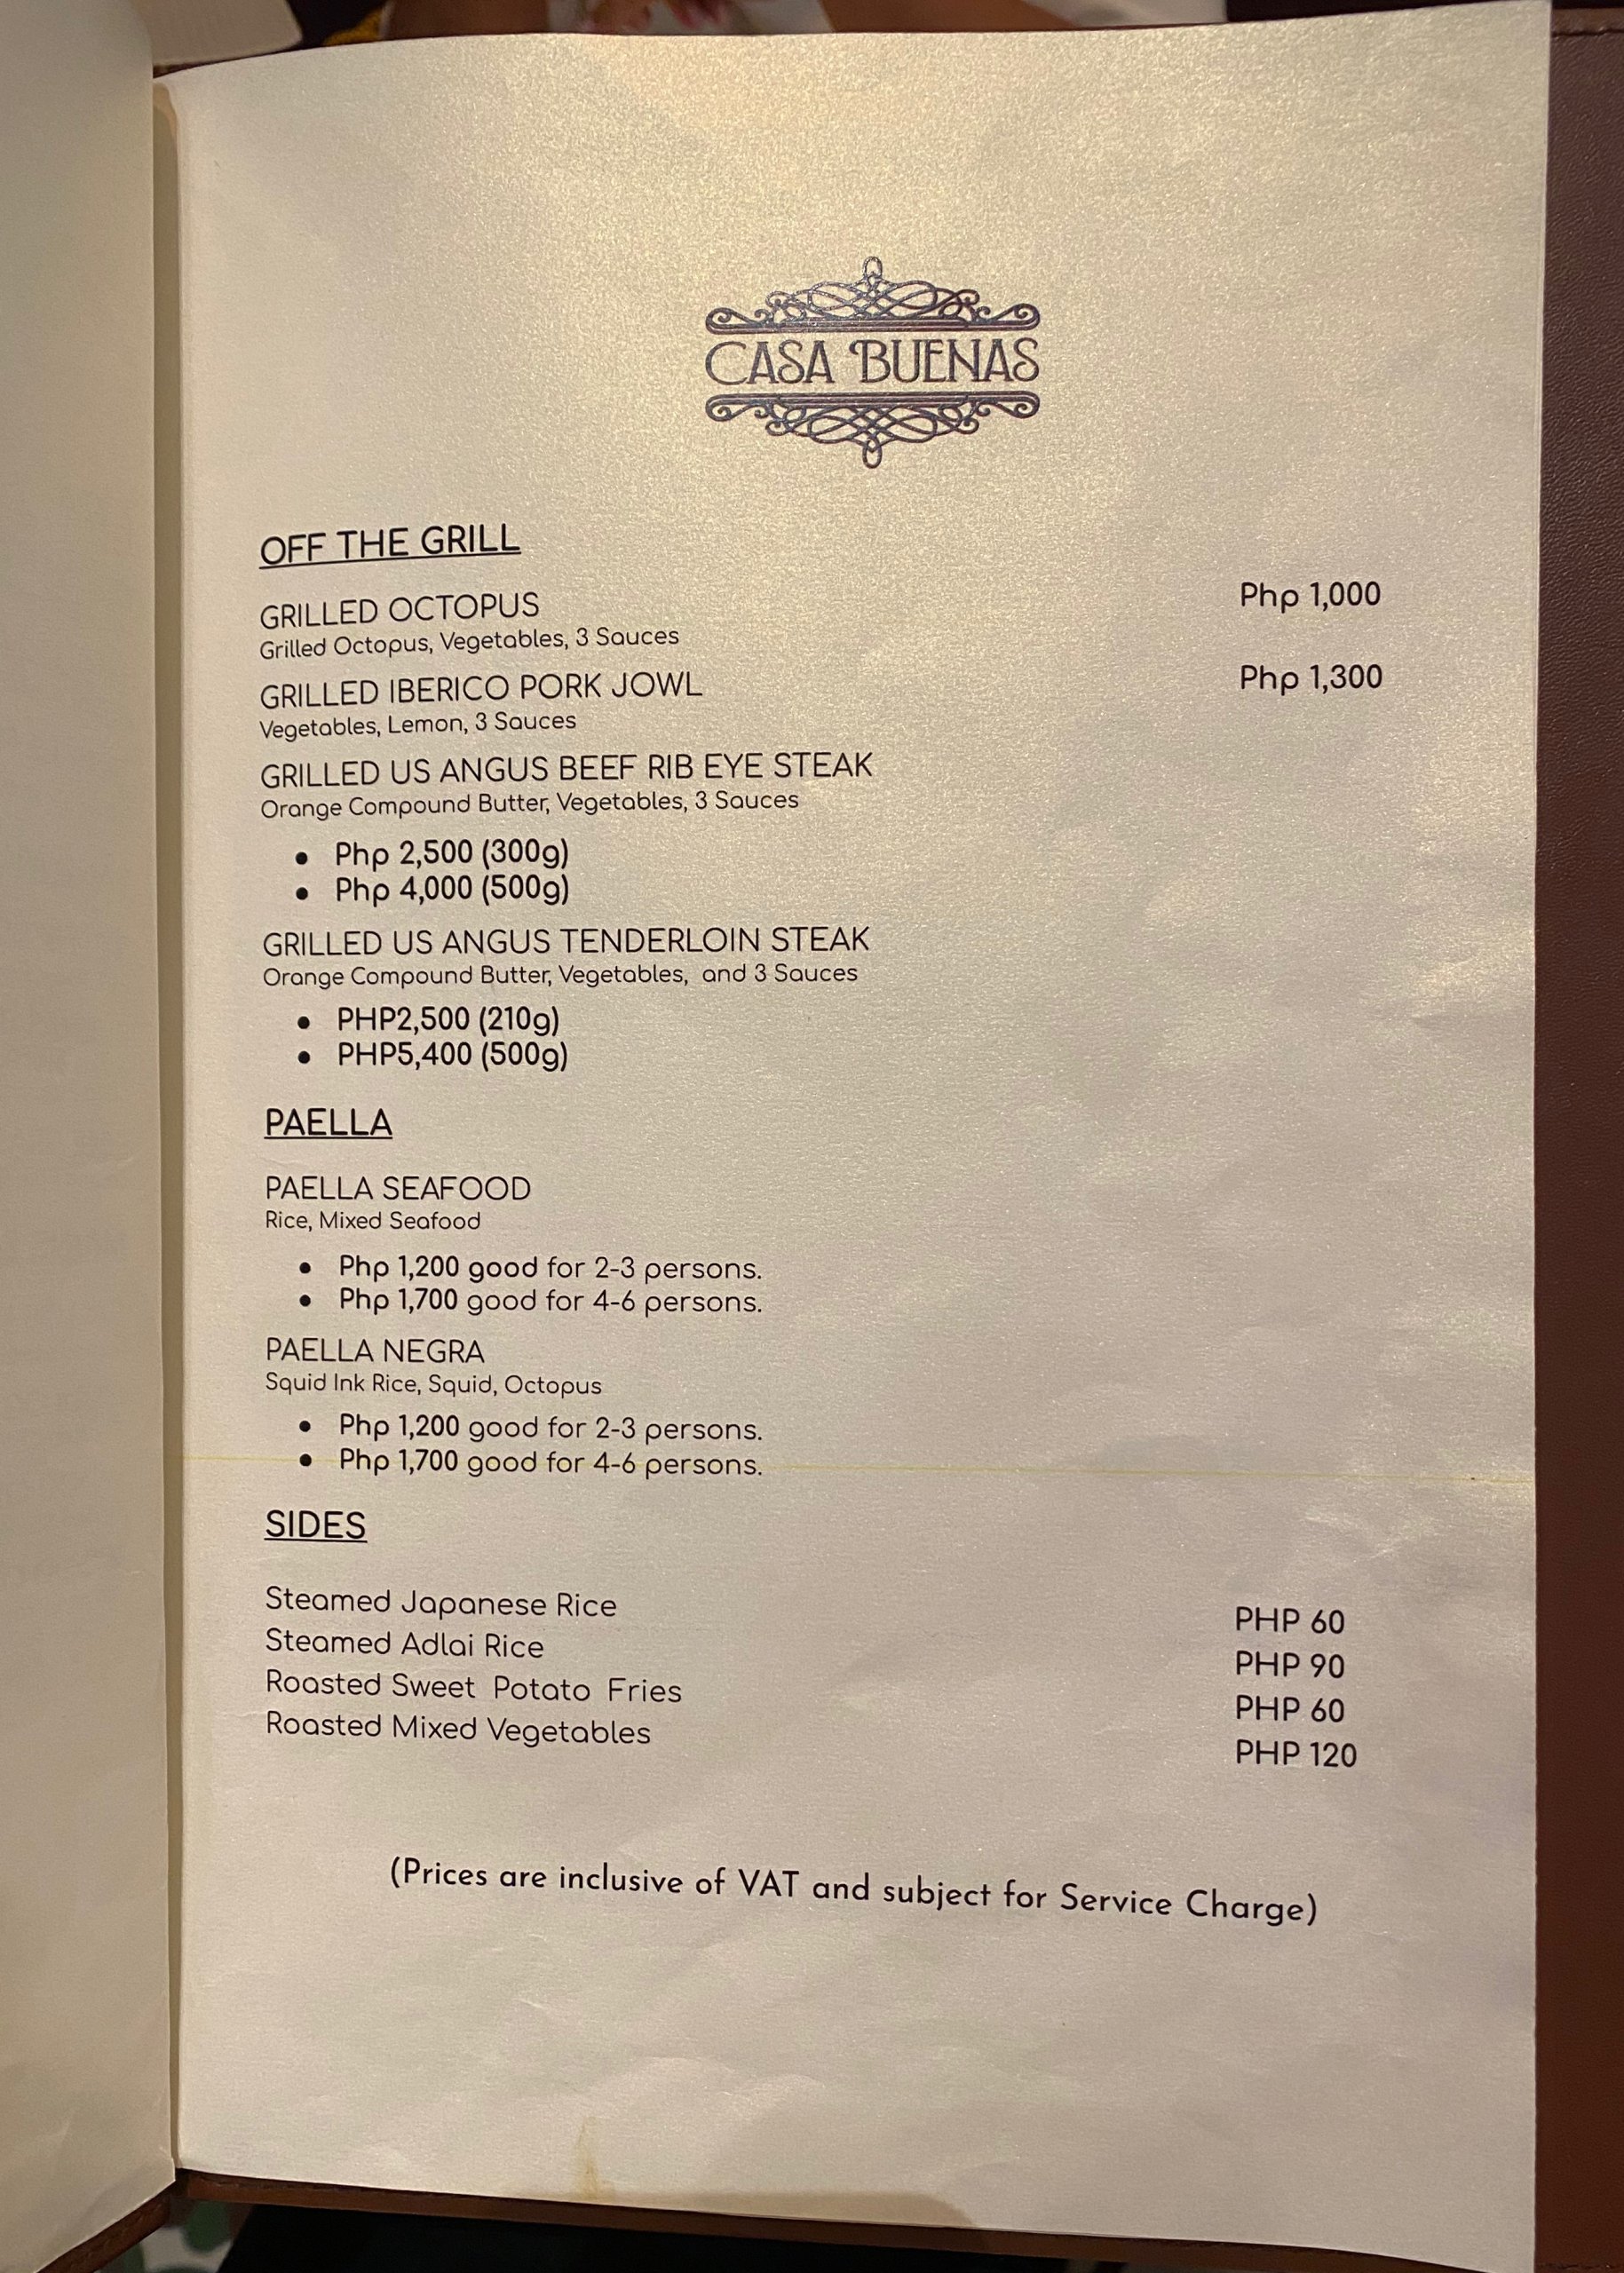 CASA BUENAS
OFF THE GRILL
GRILLED OCTOPUS Php 1,000
Grilled Octopus, Vegetables, 3 Sauces
GRILLED IBERICO PORK JOWL Php 1,300
Vegetables, Lemon, 3 Sauces
GRILLED US ANGUS BEEF RIB EYE STEAK
Orange Compound Butter, Vegetables, 3 Sauces
• Php 2,500 (300g)
• Php 4,000 (500g)
GRILLED US ANGUS TENDERLOIN STEAK
Orange Compound Butter, Vegetables, and 3 Sauces
• PHP2,500 (210g)
• PHP5,400 (500g)
PAELLA
PAELLA SEAFOOD
Rice, Mixed Seafood
• Php 1,200 good for 2-3 persons.
• Php 1,700 good for 4-6 persons.
PAELLA NEGRA
Squid Ink Rice, Squid, Octopus
• Php 1,200 good for 2-3 persons.
• Php 1,700 good for 4-6 persons.
SIDES
Steamed Japanese Rice PHP 60
Steamed Adlai Rice PHP 90
Roasted Sweet Potato Fries PHP 60
Roasted Mixed Vegetables PHP 120
(Prices are inclusive of VAT and subject for Service Charge)